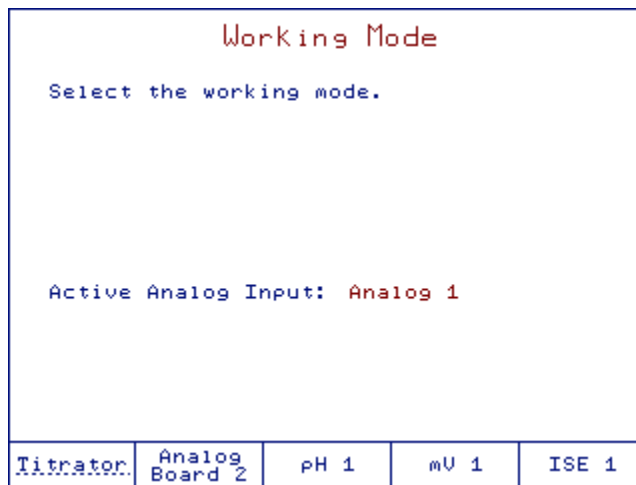 Working Mode
Select the working mode.
Active Analog Input: Analog 1
Titrator
Analog
Board 2
pH 1
mV 1
ISE 1